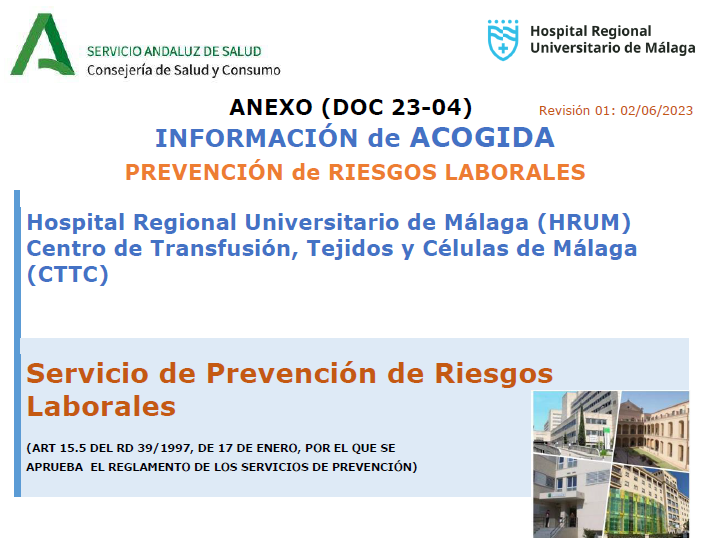 SERVICIO ANDALUZ DE SALUD
Consejería de Salud y Consumo
Hospital Regional
Universitario de Málaga
ANEXO (DOC 23-04)
Revisión 01: 02/06/2023
INFORMACIÓN de ACOGIDA
PREVENCIÓN de RIESGOS LABORALES
Hospital Regional Universitario de Málaga (HRUM)
Centro de Transfusión, Tejidos y Células de Málaga
(CTTC)
Servicio de Prevención de Riesgos
Laborales
(ART 15.5 DEL RD 39/1997, DE 17 DE ENERO, POR EL QUE SE
APRUEBA EL REGLAMENTO DE LOS SERVICIOS DE PREVENCIÓN)